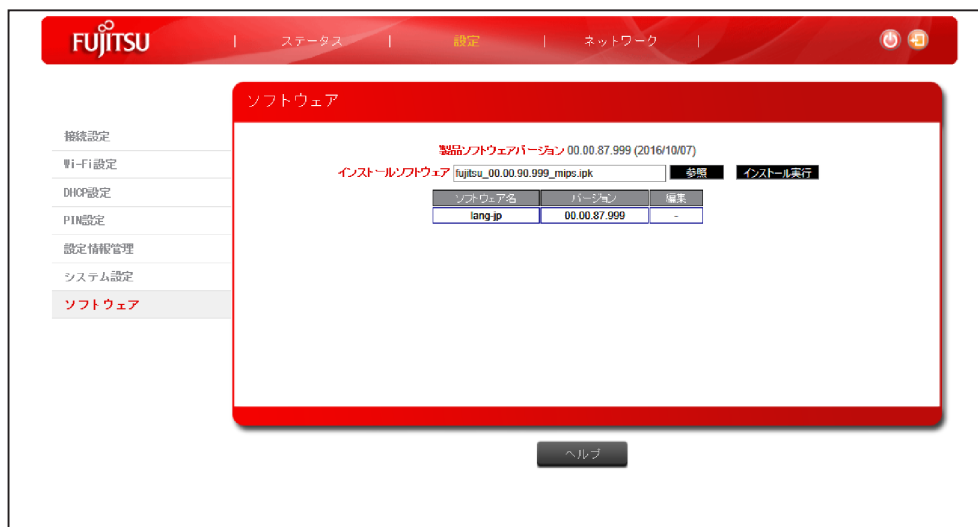 FUJITSU
| ステータス | 設定 | ネットワーク |
ソフトウェア
接続設定
Wi-Fi設定
DHCP設定
PIN設定
設定情報管理
システム設定
ソフトウェア
製品ソフトウェアバージョン 00.00.87.999 (2016/10/07)
インストールソフトウェア fujitsu_00.00.90.999_mips.ipk 参照 インストール実行
ソフトウェア名 バージョン 編集
lang-jp 00.00.87.999 -
ヘルプ